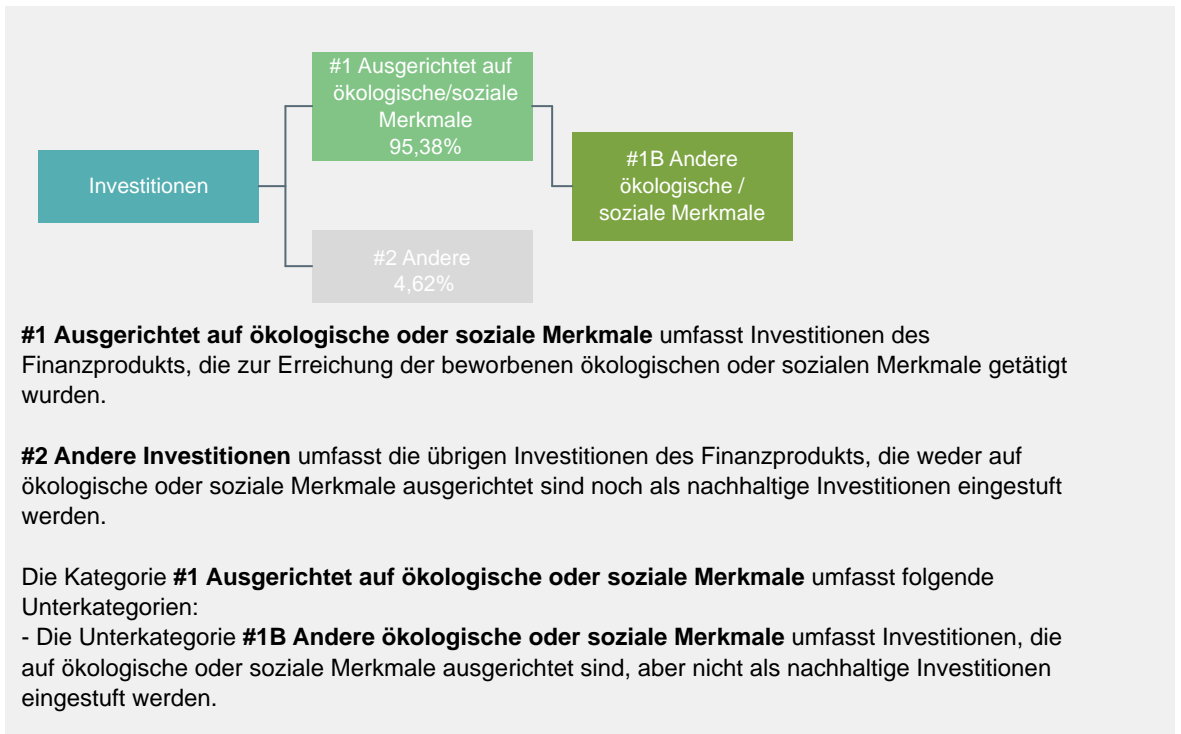 #1 Ausgerichtet auf
ökologische/soziale
Merkmale
95,38%
Investitionen
#1B Andere
ökologische /
soziale Merkmale
#2 Andere
4,62%
#1 Ausgerichtet auf ökologische oder soziale Merkmale umfasst Investitionen des
Finanzprodukts, die zur Erreichung der beworbenen ökologischen oder sozialen Merkmale getätigt
wurden.
#2 Andere Investitionen umfasst die übrigen Investitionen des Finanzprodukts, die weder auf
ökologische oder soziale Merkmale ausgerichtet sind noch als nachhaltige Investitionen eingestuft
werden.
Die Kategorie #1 Ausgerichtet auf ökologische oder soziale Merkmale umfasst folgende
Unterkategorien:
- Die Unterkategorie #1B Andere ökologische oder soziale Merkmale umfasst Investitionen, die
auf ökologische oder soziale Merkmale ausgerichtet sind, aber nicht als nachhaltige Investitionen
eingestuft werden.